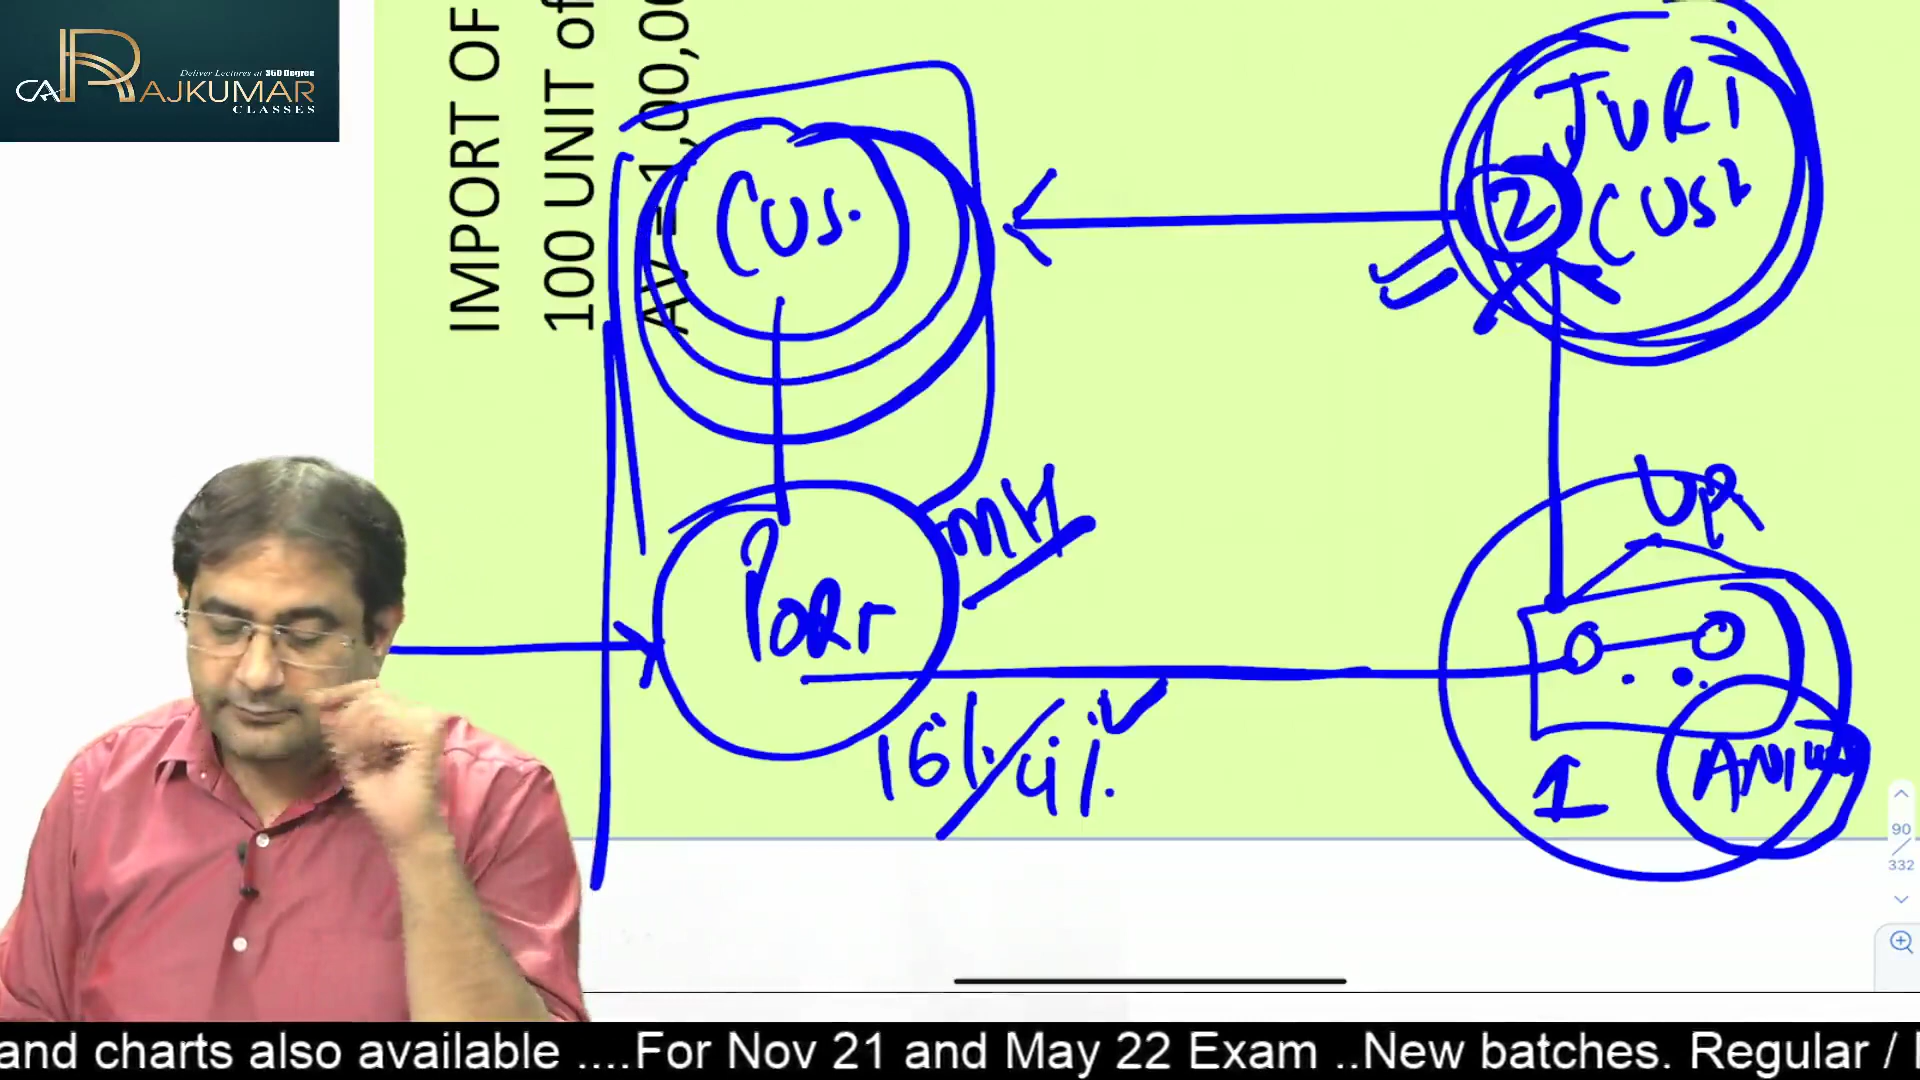 Deliver Lectures at 360 Degree
CA RAJKUMAR
CLASSES
IMPORT OF
100 UNIT of
AV =1,00,00
CUS.
JURI
2 CUST
MH
PORT
UP
16%/4%
1
90
332
and charts also available ....For Nov 21 and May 22 Exam ..New batches. Regular /